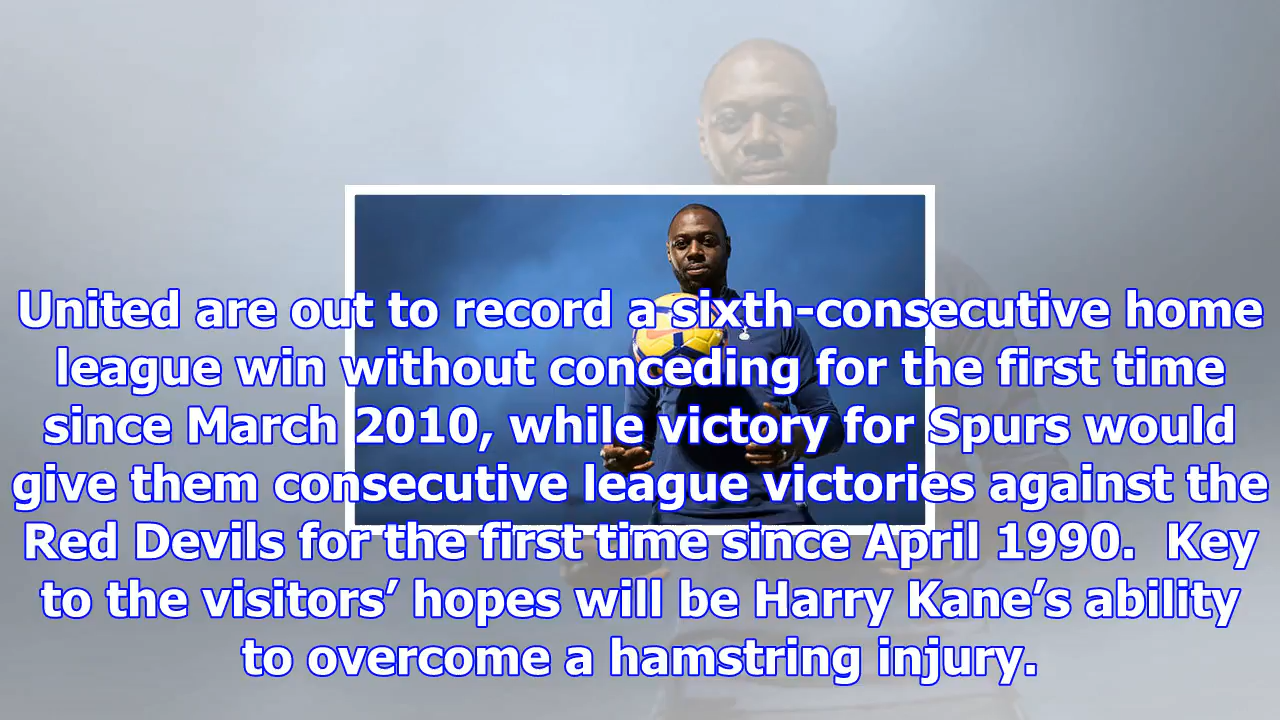 United are out to record a sixth-consecutive home
league win without conceding for the first time
since March 2010, while victory for Spurs would
give them consecutive league victories against the
Red Devils for the first time since April 1990.  Key
to the visitors’ hopes will be Harry Kane’s ability
to overcome a hamstring injury.